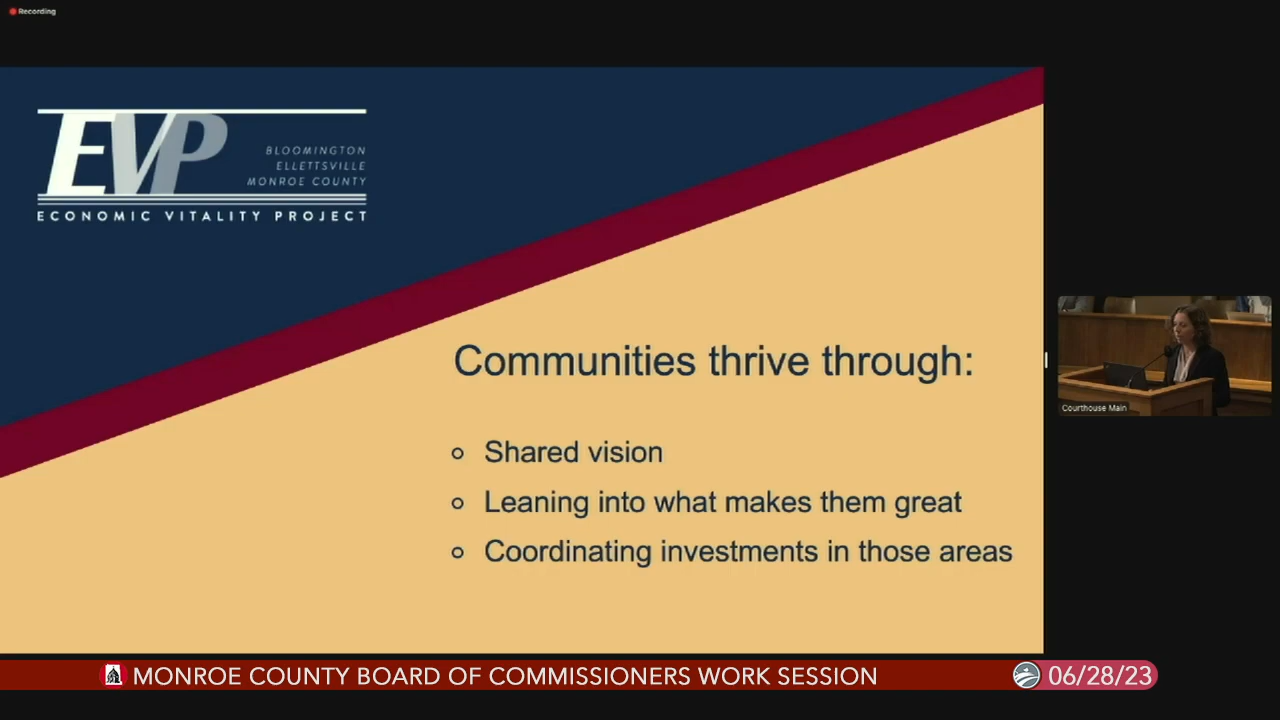 Recording
EVP
BLOOMINGTON
ELLETTSVILLE
MONROE COUNTY
ECONOMIC VITALITY PROJECT
Communities thrive through:
Shared vision
Leaning into what makes them great
Coordinating investments in those areas
Courthouse Main
MONROE COUNTY BOARD OF COMMISSIONERS WORK SESSION
06/28/23